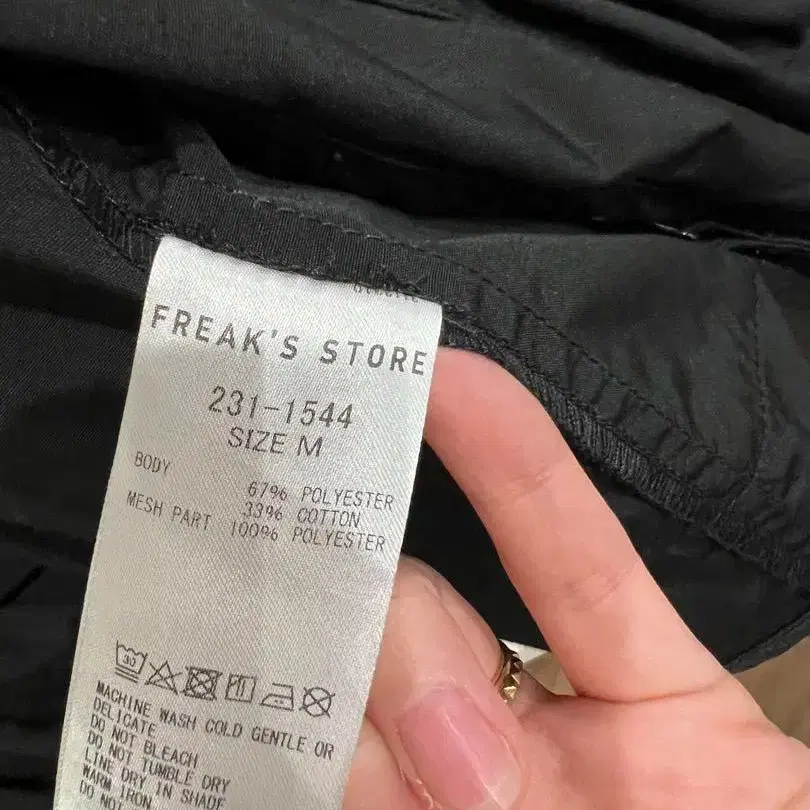 FREAK'S STORE
231-1544
SIZE M
BODY
67% POLYESTER
33% COTTON
MESH PART 100% POLYESTER
30
MACHINE WASH COLD GENTLE OR
DELICATE
DO NOT BLEACH
DO NOT TUMBLE DRY
LINE DRY IN SHADE
WARM IRON
DO NOT